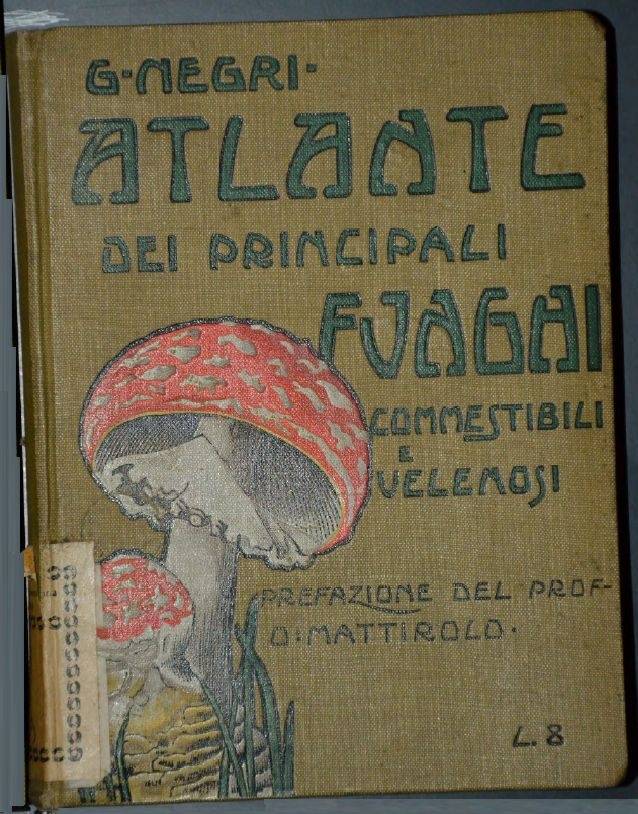 G·NEGRI·
ATLANTE
DEI PRINCIPALI
FUNGHI
COMMESTIBILI
E
VELENOSI
PREFAZIONE DEL PROF-
O:MATTIROLO·
L. 8